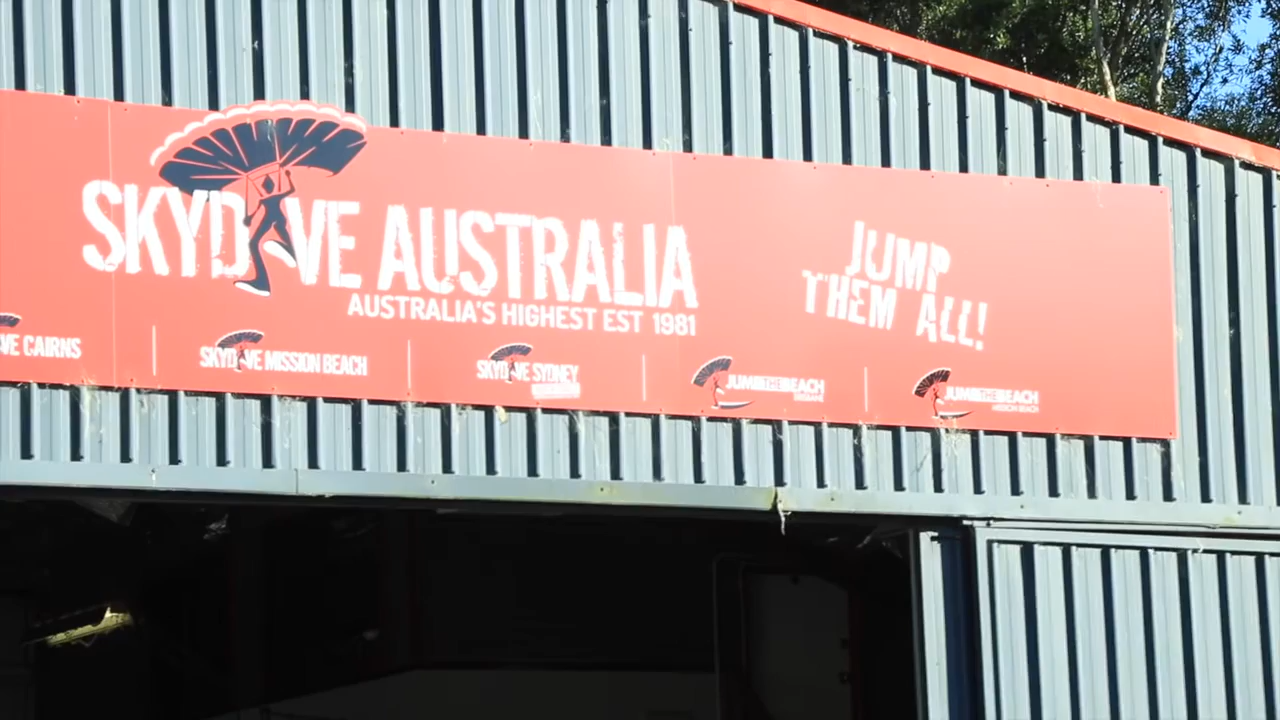 SKYDIVE AUSTRALIA
AUSTRALIA'S HIGHEST EST 1981
JUMP
THEM ALL!
VE CAIRNS
SKYDIVE MISSION BEACH
SKYDIVE SYDNEY
JUMP THE BEACH
BRISBANE
JUMP THE BEACH
MISSION BEACH